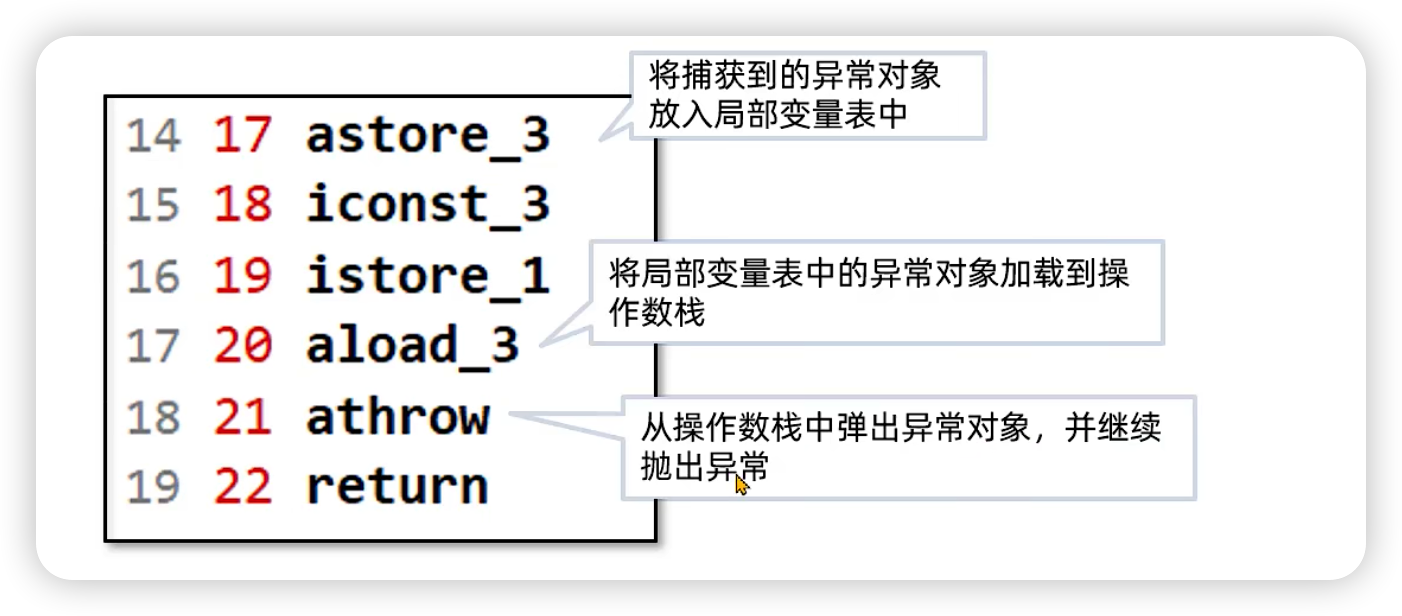 将捕获到的异常对象
放入局部变量表中
14 17 astore_3
15 18 iconst_3
16 19 istore_1
将局部变量表中的异常对象加载到操
作数栈
17 20 aload_3
18 21 athrow
从操作数栈中弹出异常对象，并继续
抛出异常
19 22 return